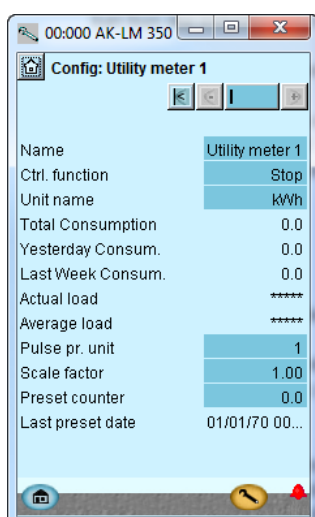 00:000 AK-LM 350
Config: Utility meter 1
Name Utility meter 1
Ctrl. function Stop
Unit name kWh
Total Consumption 0.0
Yesterday Consum. 0.0
Last Week Consum. 0.0
Actual load *****
Average load *****
Pulse pr. unit 1
Scale factor 1.00
Preset counter 0.0
Last preset date 01/01/70 00...